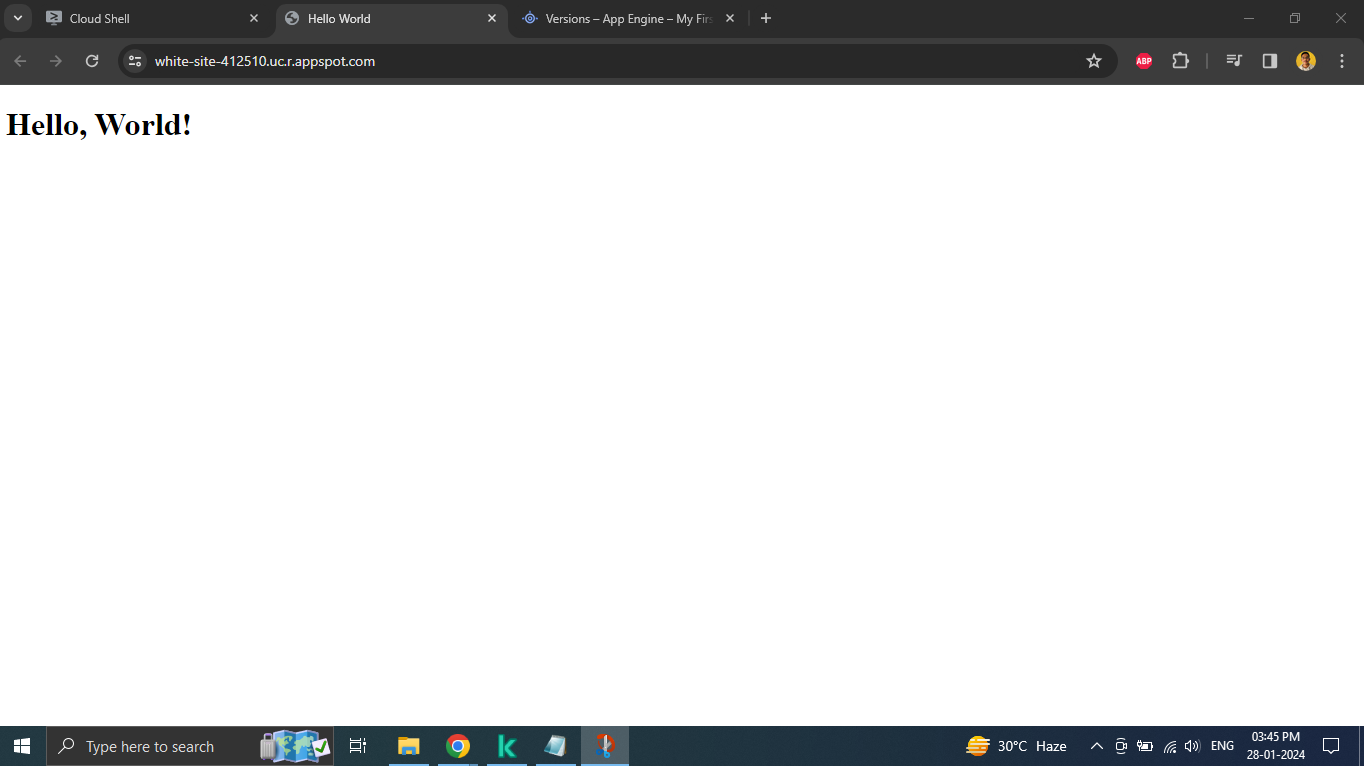 Cloud Shell
Hello World
Versions – App Engine – My Firs
white-site-412510.uc.r.appspot.com
ABP
Hello, World!
Type here to search
30°C Haze
ENG
03:45 PM
28-01-2024